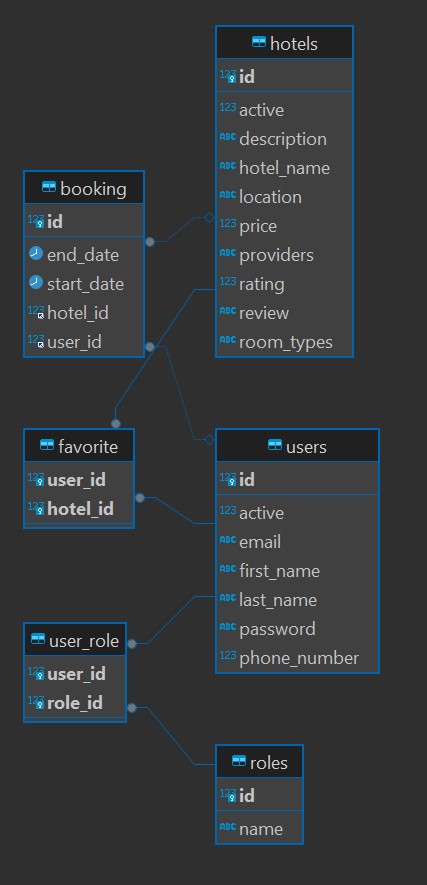 hotels
123 id
123 active
ABC description
ABC hotel_name
ABC location
123 price
ABC providers
123 rating
ABC review
ABC room_types
booking
123 id
end_date
start_date
123 hotel_id
123 user_id
favorite
123 user_id
123 hotel_id
users
123 id
123 active
ABC email
ABC first_name
ABC last_name
ABC password
123 phone_number
user_role
123 user_id
123 role_id
roles
123 id
ABC name